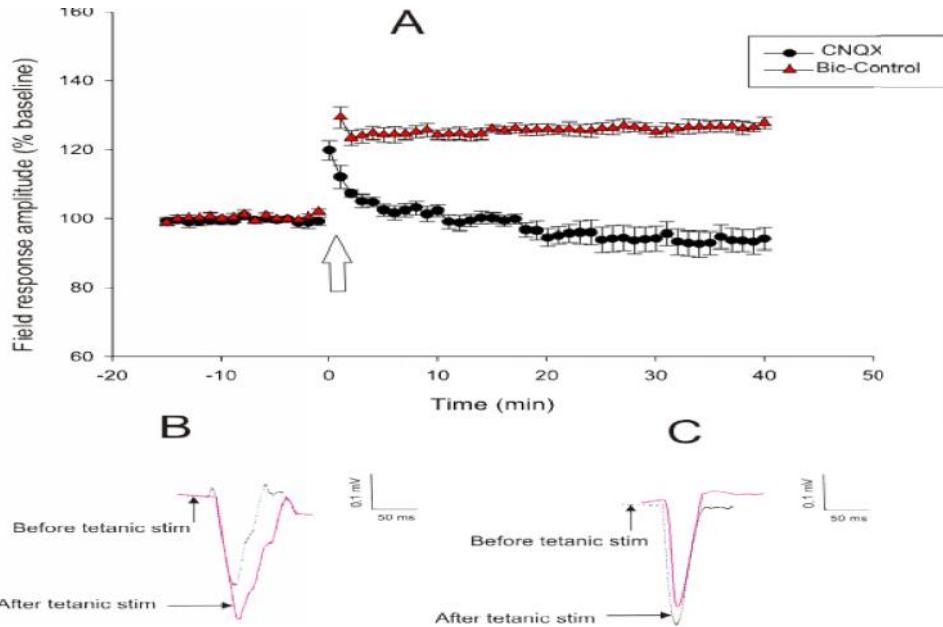 A
160
140
120
100
80
60
Field response amplitude (% baseline)
CNQX
Bic-Control
-20
-10
0
10
20
30
40
50
Time (min)
B
0.1 mV
50 ms
Before tetanic stim
After tetanic stim
C
0.1 mV
50 ms
Before tetanic stim
After tetanic stim